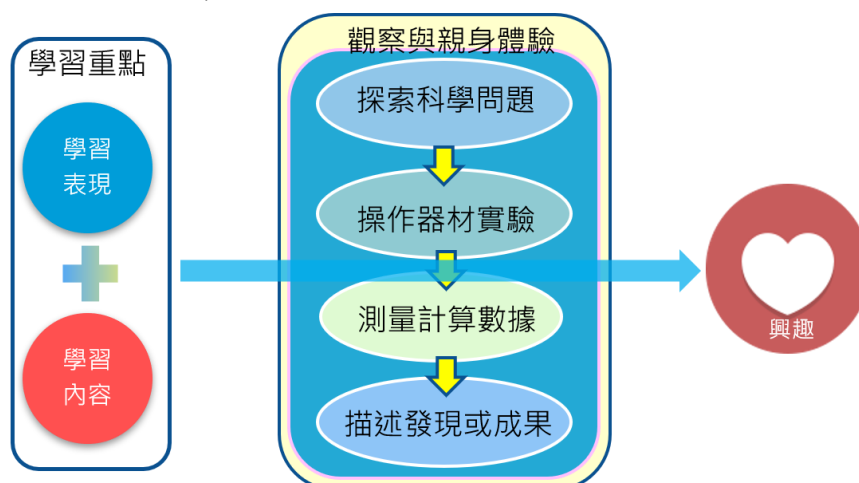 學習重點
學習
表現
學習
內容
觀察與親身體驗
探索科學問題
操作器材實驗
測量計算數據
描述發現或成果
興趣